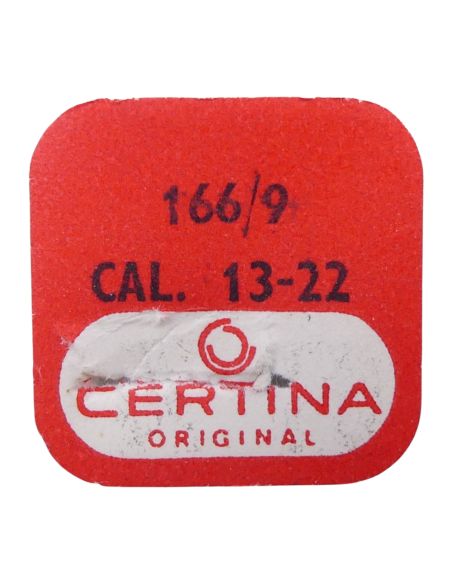 166/9
CAL. 13-22
CERTINA
ORIGINAL